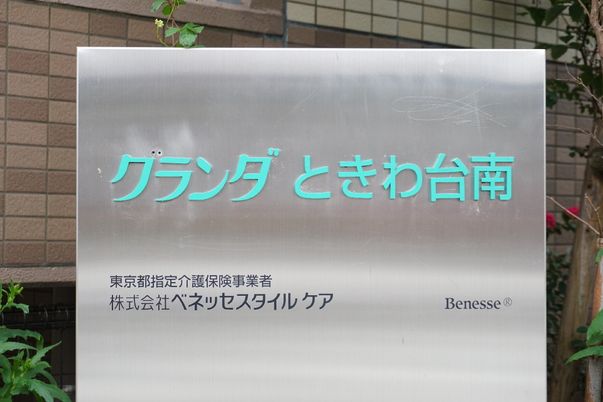 グランダ ときわ台南
東京都指定介護保険事業者
株式会社 ベネッセスタイル ケア
Benesse®